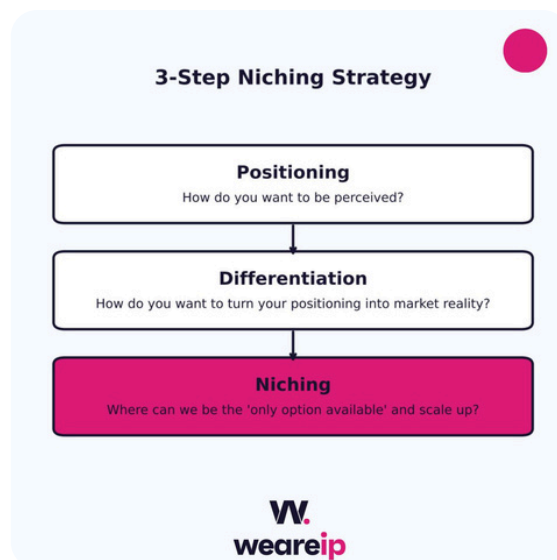 3-Step Niching Strategy
Positioning
How do you want to be perceived?
Differentiation
How do you want to turn your positioning into market reality?
Niching
Where can we be the 'only option available' and scale up?
W.
weareip